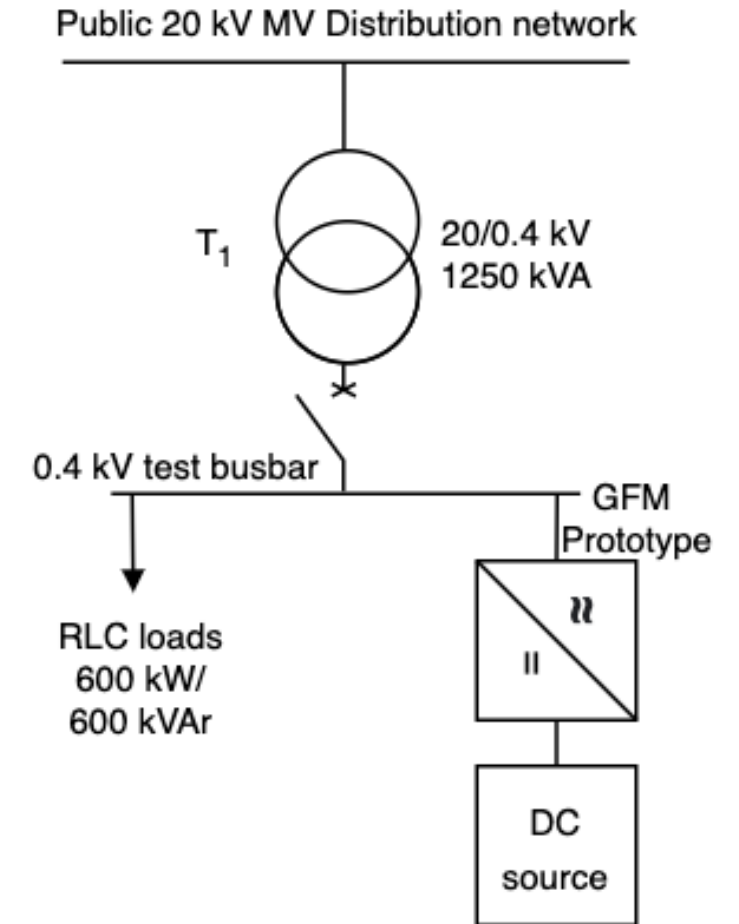 Public 20 kV MV Distribution network
T1
20/0.4 kV
1250 kVA
0.4 kV test busbar
GFM
Prototype
RLC loads
600 kW/
600 kVAr
DC
source